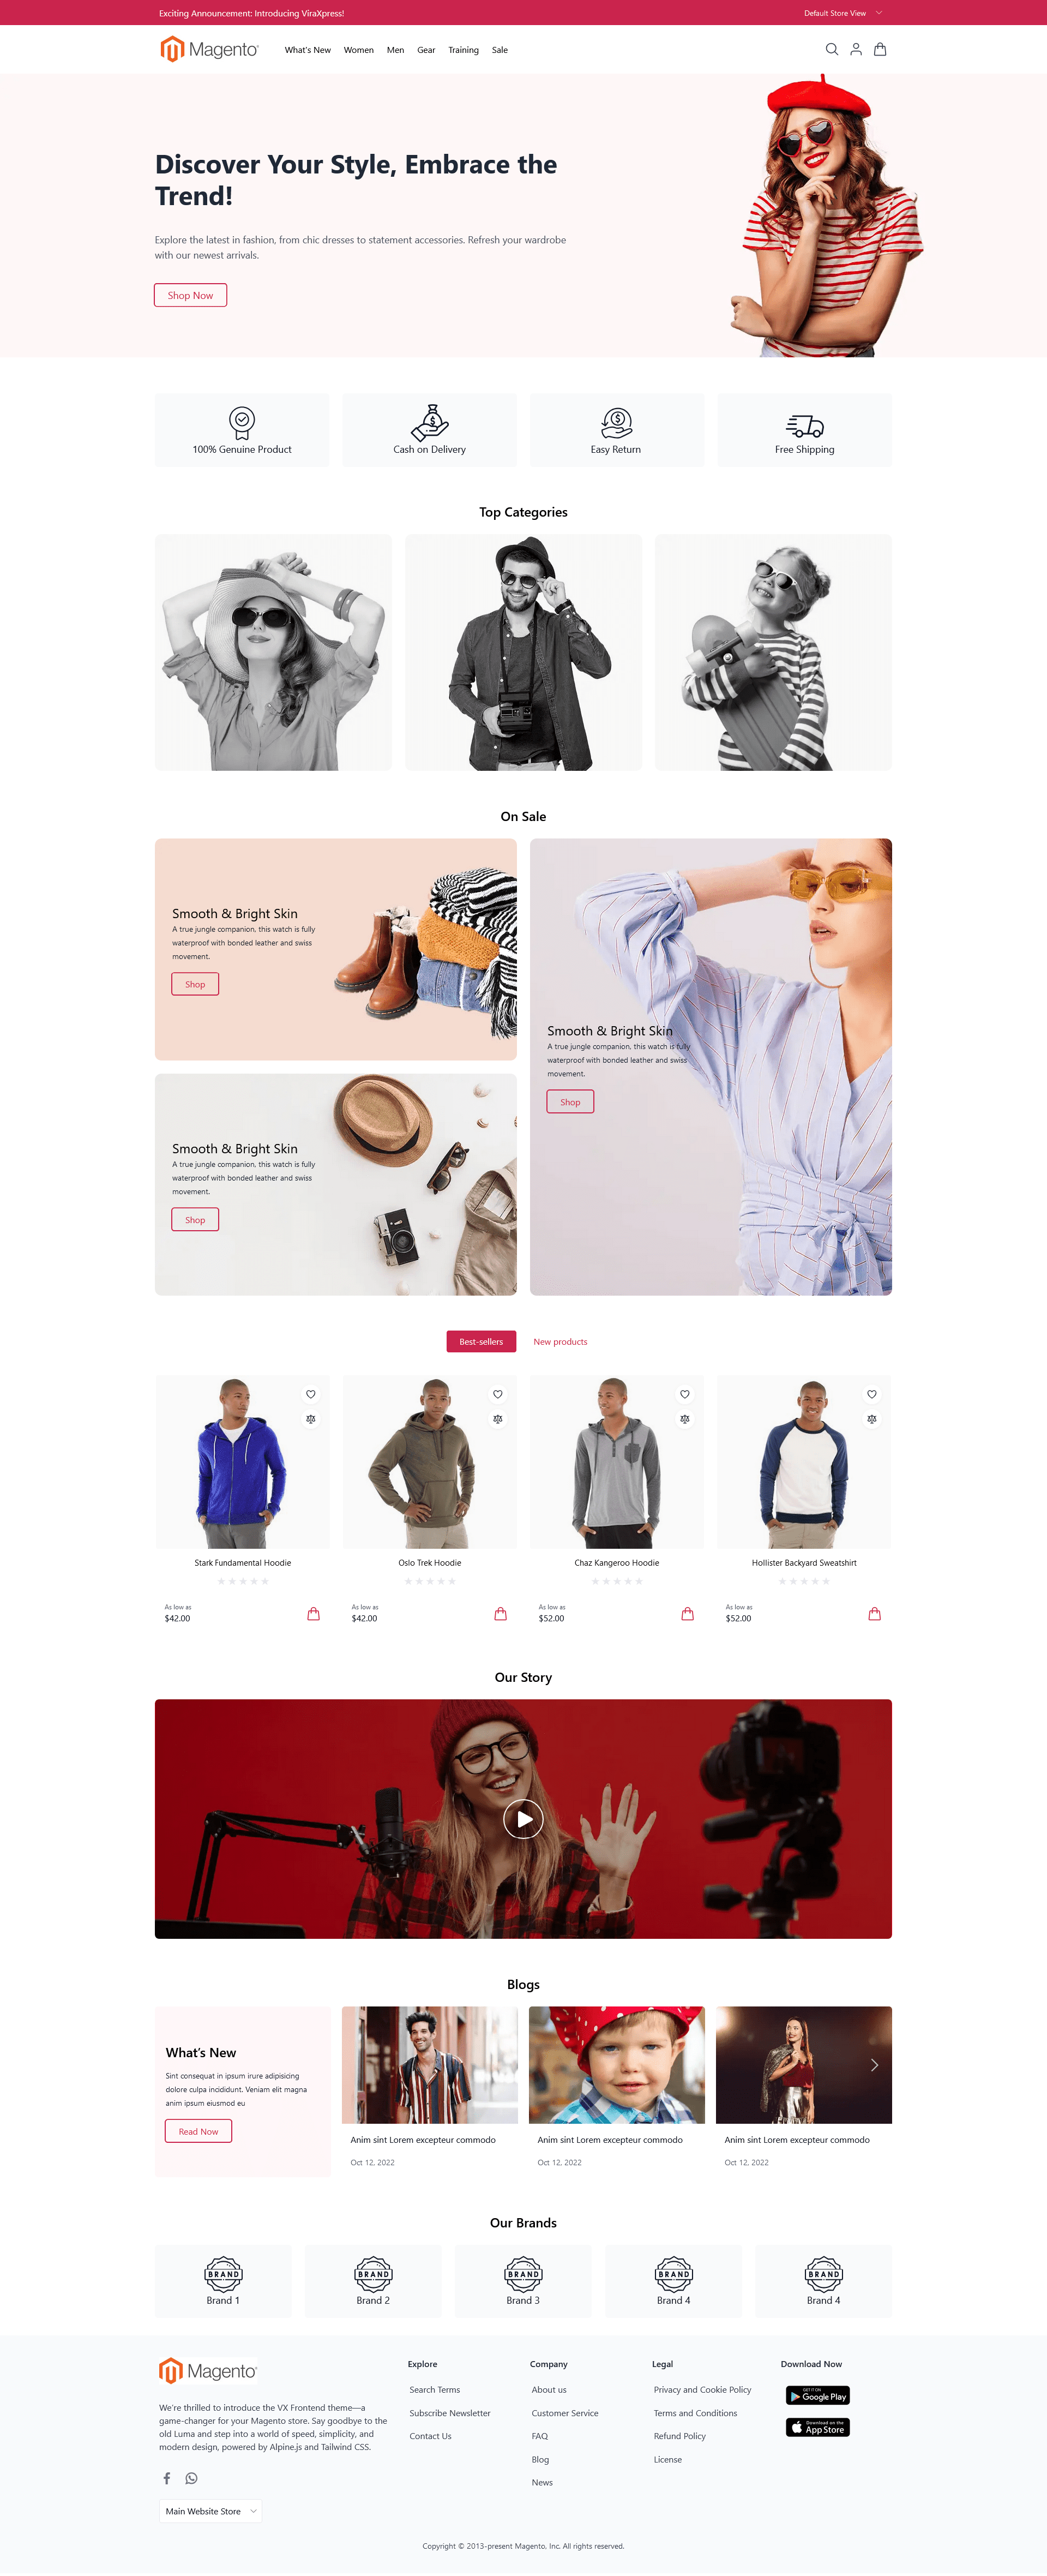 Exciting Announcement: Introducing ViraXpress!
Default Store View
Magento
What's New
Women
Men
Gear
Training
Sale
Discover Your Style, Embrace the
Trend!
Explore the latest in fashion, from chic dresses to statement accessories. Refresh your wardrobe
with our newest arrivals.
Shop Now
100% Genuine Product
Cash on Delivery
Easy Return
Free Shipping
Top Categories
On Sale
Smooth & Bright Skin
A true jungle companion, this watch is fully
waterproof with bonded leather and swiss
movement.
Shop
Smooth & Bright Skin
A true jungle companion, this watch is fully
waterproof with bonded leather and swiss
movement.
Shop
Smooth & Bright Skin
A true jungle companion, this watch is fully
waterproof with bonded leather and swiss
movement.
Shop
Best-sellers
New products
Stark Fundamental Hoodie
As low as
$42.00
Oslo Trek Hoodie
As low as
$42.00
Chaz Kangeroo Hoodie
As low as
$52.00
Hollister Backyard Sweatshirt
As low as
$52.00
Our Story
Blogs
What's New
Sint consequat in ipsum irure adipisicing
dolore culpa incididunt. Veniam elit magna
anim ipsum eiusmod eu
Read Now
Anim sint Lorem excepteur commodo
Oct 12, 2022
Anim sint Lorem excepteur commodo
Oct 12, 2022
Anim sint Lorem excepteur commodo
Oct 12, 2022
Our Brands
BRAND
Brand 1
BRAND
Brand 2
BRAND
Brand 3
BRAND
Brand 4
BRAND
Brand 4
Magento
We're thrilled to introduce the VX Frontend theme—a
game-changer for your Magento store. Say goodbye to the
old Luma and step into a world of speed, simplicity, and
modern design, powered by Alpine.js and Tailwind CSS.
Main Website Store
Explore
Search Terms
Subscribe Newsletter
Contact Us
Company
About us
Customer Service
FAQ
Blog
News
Legal
Privacy and Cookie Policy
Terms and Conditions
Refund Policy
License
Download Now
GET IT ON
Google Play
Download on the
App Store
Copyright © 2013-present Magento, Inc. All rights reserved.